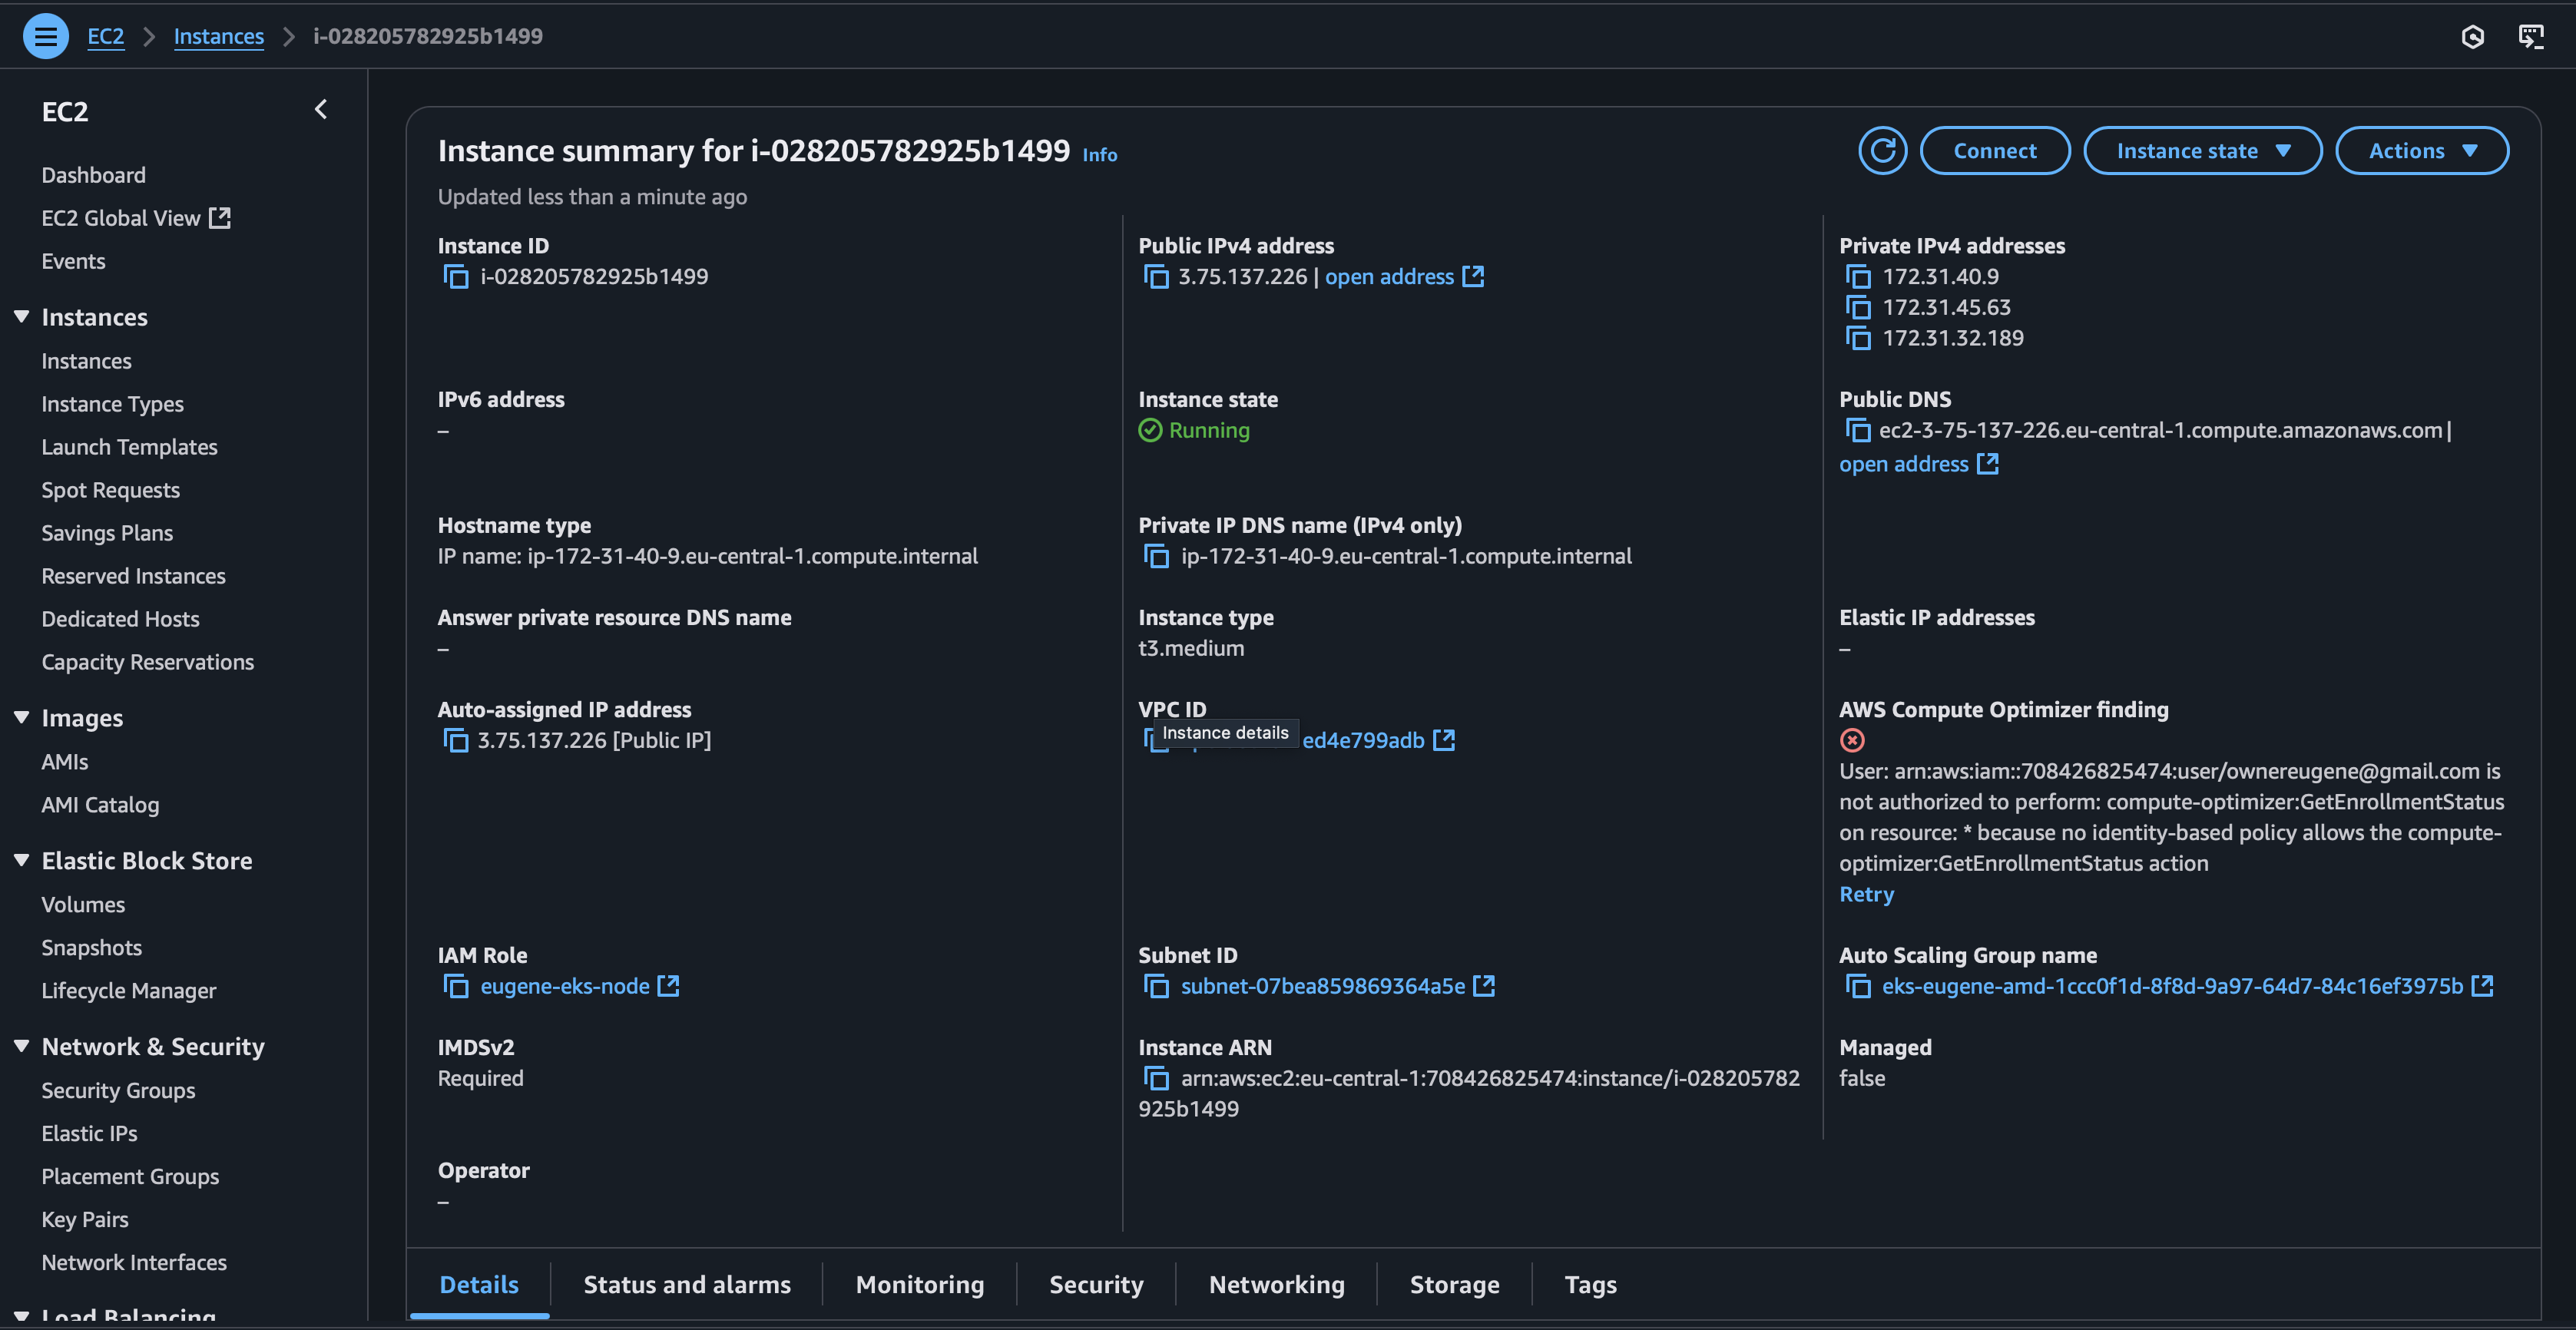 EC2 > Instances > i-028205782925b1499
EC2
Dashboard
EC2 Global View
Events
Instances
Instances
Instance Types
Launch Templates
Spot Requests
Savings Plans
Reserved Instances
Dedicated Hosts
Capacity Reservations
Images
AMIs
AMI Catalog
Elastic Block Store
Volumes
Snapshots
Lifecycle Manager
Network & Security
Security Groups
Elastic IPs
Placement Groups
Key Pairs
Network Interfaces
Load Balancing
Instance summary for i-028205782925b1499 Info
Connect
Instance state
Actions
Updated less than a minute ago
Instance ID
i-028205782925b1499
Public IPv4 address
3.75.137.226 | open address
Private IPv4 addresses
172.31.40.9
172.31.45.63
172.31.32.189
IPv6 address
–
Instance state
Running
Public DNS
ec2-3-75-137-226.eu-central-1.compute.amazonaws.com |
open address
Hostname type
IP name: ip-172-31-40-9.eu-central-1.compute.internal
Private IP DNS name (IPv4 only)
ip-172-31-40-9.eu-central-1.compute.internal
Answer private resource DNS name
–
Instance type
t3.medium
Elastic IP addresses
–
Auto-assigned IP address
3.75.137.226 [Public IP]
VPC ID
Instance details
ed4e799adb
AWS Compute Optimizer finding
User: arn:aws:iam::708426825474:user/ownereugene@gmail.com is
not authorized to perform: compute-optimizer:GetEnrollmentStatus
on resource: * because no identity-based policy allows the compute-
optimizer:GetEnrollmentStatus action
Retry
IAM Role
eugene-eks-node
Subnet ID
subnet-07bea859869364a5e
Auto Scaling Group name
eks-eugene-amd-1ccc0f1d-8f8d-9a97-64d7-84c16ef3975b
IMDSv2
Required
Instance ARN
arn:aws:ec2:eu-central-1:708426825474:instance/i-028205782
925b1499
Managed
false
Operator
–
Details
Status and alarms
Monitoring
Security
Networking
Storage
Tags